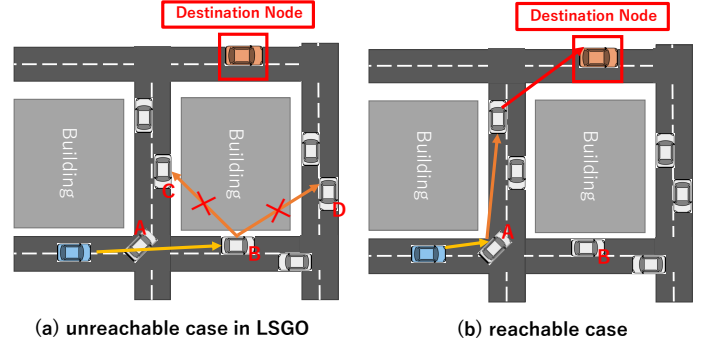 Destination Node
Destination Node
Building
Building
Building
Building
C
D
A
B
A
B
(a) unreachable case in LSGO
(b) reachable case